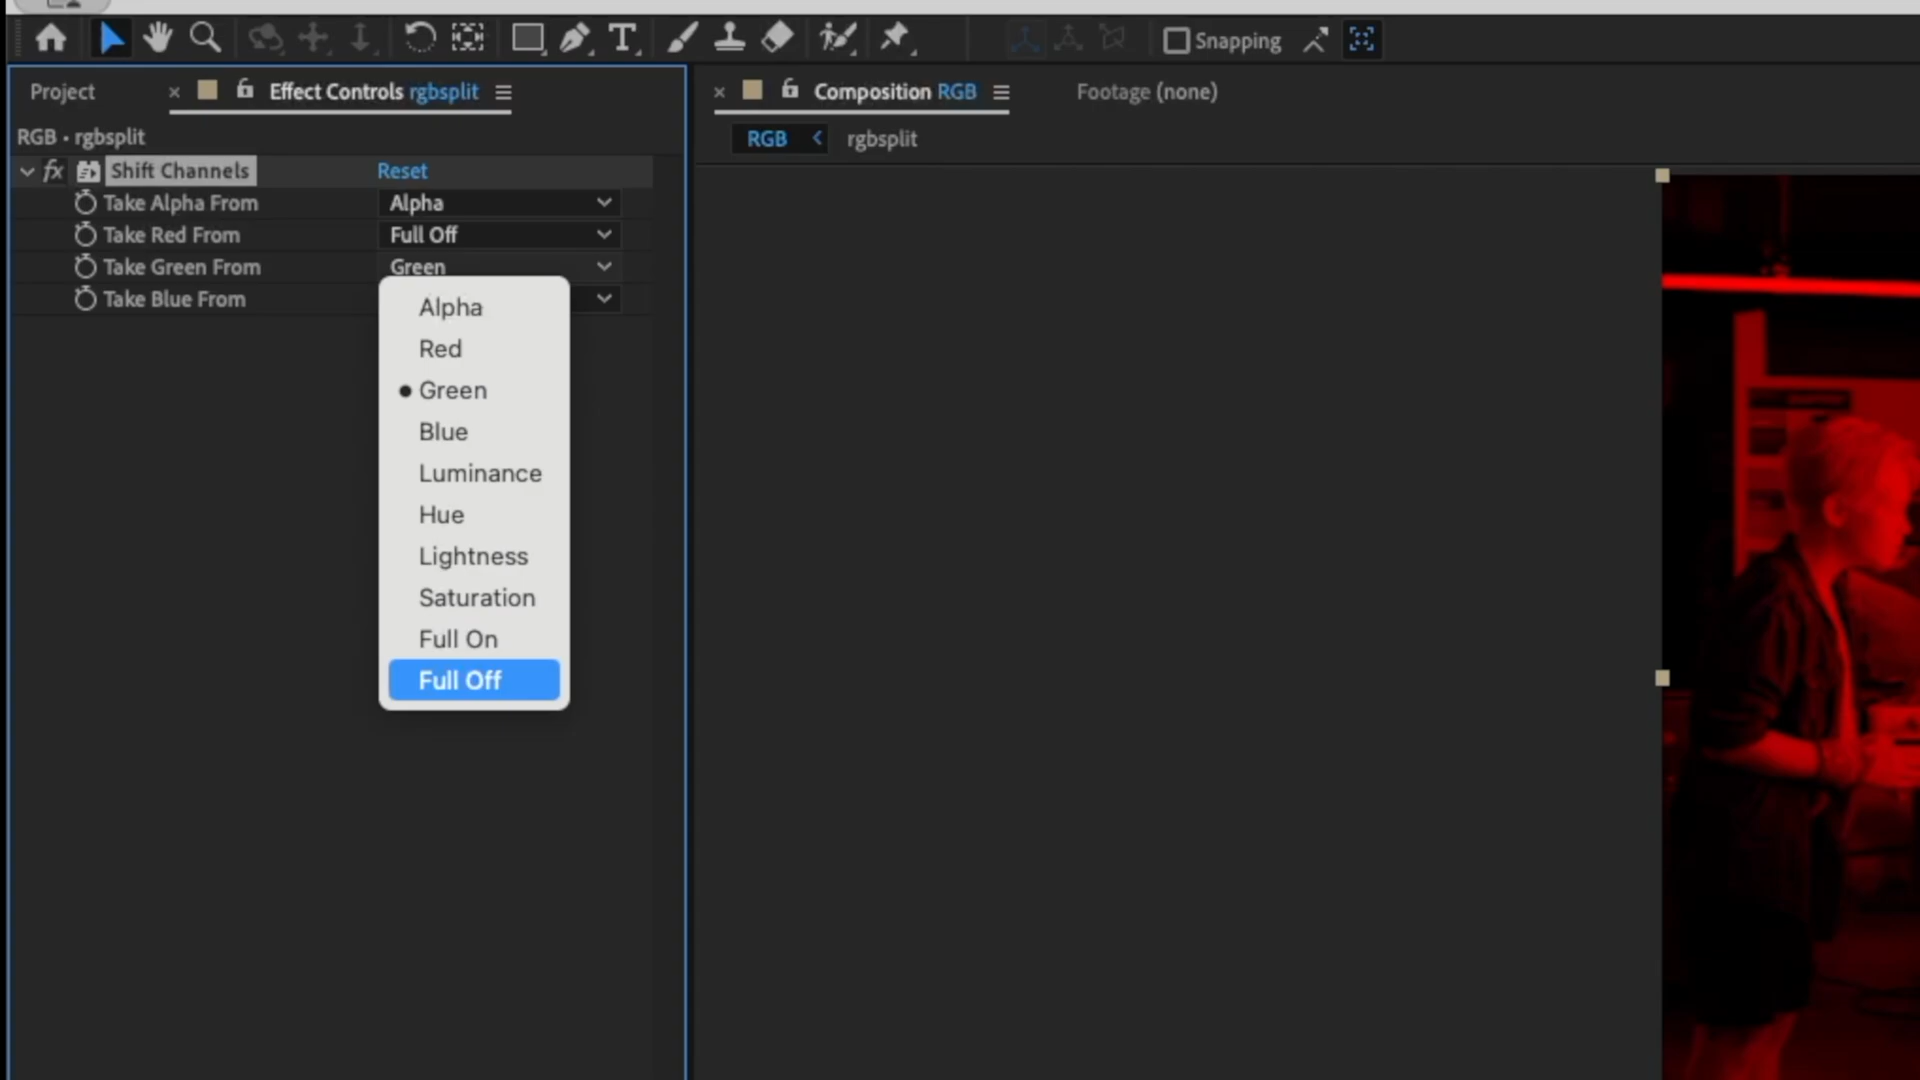 Snapping
Project
Effect Controls rgbsplit
Composition RGB
Footage (none)
RGB • rgbsplit
RGB
rgbsplit
fx Shift Channels Reset
Take Alpha From Alpha
Take Red From Full Off
Take Green From Green
Take Blue From
Alpha
Red
Green
Blue
Luminance
Hue
Lightness
Saturation
Full On
Full Off